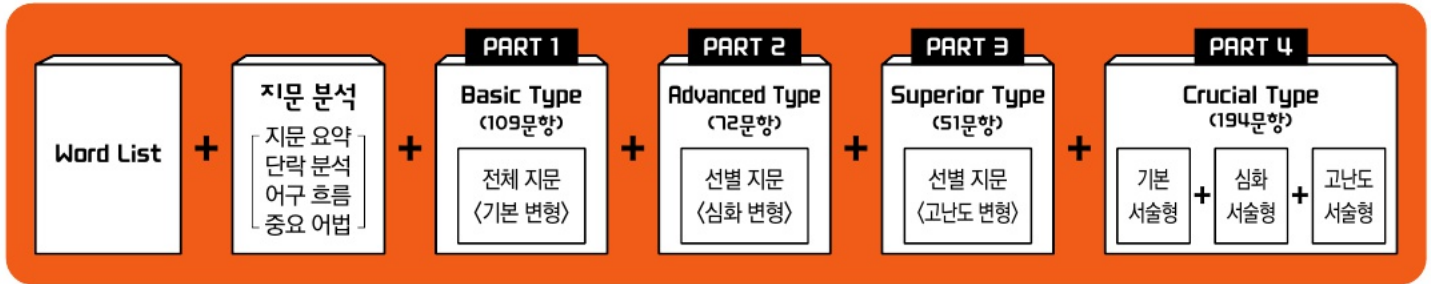 Word List
+
지문 분석
지문 요약
단락 분석
어구 흐름
중요 어법
+
PART 1
Basic Type
(109문항)
전체 지문
〈기본 변형〉
+
PART 2
Advanced Type
(72문항)
선별 지문
〈심화 변형〉
+
PART 3
Superior Type
(51문항)
선별 지문
〈고난도 변형〉
+
PART 4
Crucial Type
(194문항)
기본
서술형
+
심화
서술형
+
고난도
서술형